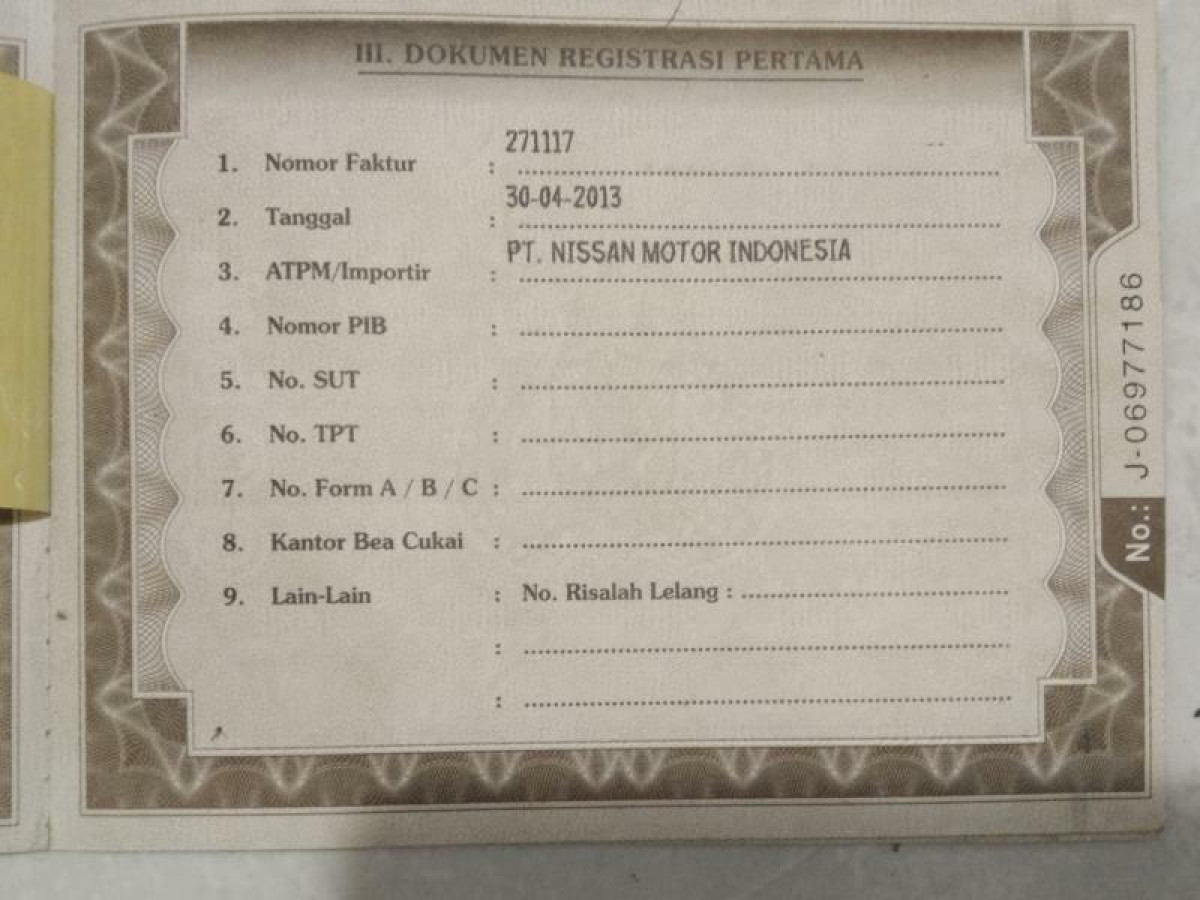 III. DOKUMEN REGISTRASI PERTAMA
1. Nomor Faktur : 271117
2. Tanggal : 30-04-2013
3. ATPM/Importir : PT. NISSAN MOTOR INDONESIA
4. Nomor PIB :
5. No. SUT :
6. No. TPT :
7. No. Form A / B / C :
8. Kantor Bea Cukai :
9. Lain-Lain : No. Risalah Lelang :
:
:
No.: J-06977186